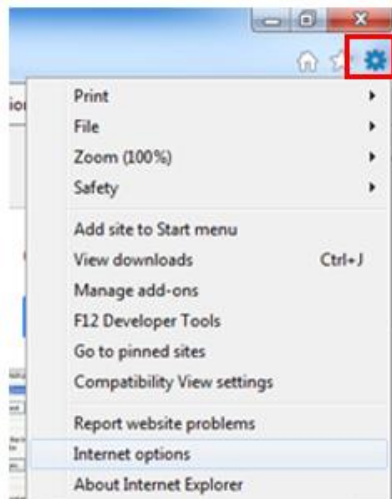 Print
File
Zoom (100%)
Safety
Add site to Start menu
View downloads Ctrl+J
Manage add-ons
F12 Developer Tools
Go to pinned sites
Compatibility View settings
Report website problems
Internet options
About Internet Explorer